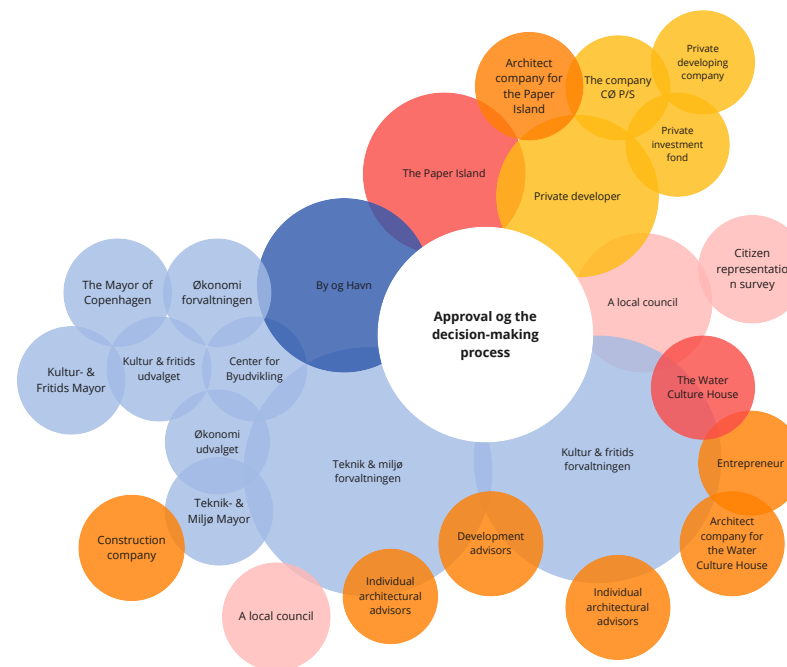 Private
developing
company
Architect
company for
the Paper
Island
The company
CØ P/S
Private
investment
fond
The Paper Island
Private developer
Citizen
representatio
n survey
The Mayor of
Copenhagen
Økonomi
forvaltningen
By og Havn
A local council
Approval og the
decision-making
process
Kultur- &
Fritids Mayor
Kultur & fritids
udvalget
Center for
Byudvikling
The Water
Culture House
Økonomi
udvalget
Teknik & miljø
forvaltningen
Kultur & fritids
forvaltningen
Entrepreneur
Teknik- &
Miljø Mayor
Construction
company
Development
advisors
Architect
company for
the Water
Culture House
Individual
architectural
advisors
Individual
architectural
advisors
A local council